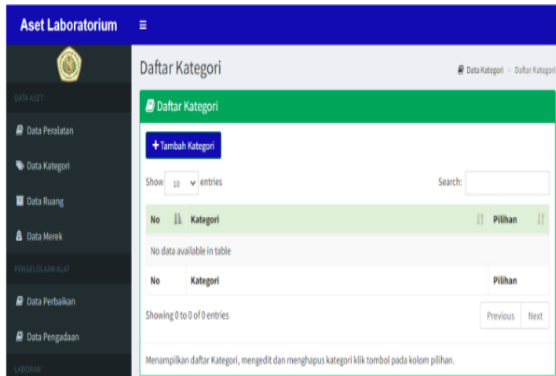 Aset Laboratorium
Daftar Kategori
Data Kategori > Daftar Kategori
DATA ASET
Daftar Kategori
Data Peralatan
Tambah Kategori
Data Kategori
Show 10 entries
Search:
Data Ruang
No Kategori Pilihan
Data Merek
No data available in table
PENGELOLAAN ALAT
No Kategori Pilihan
Data Perbaikan
Showing 0 to 0 of 0 entries
Previous Next
Data Pengadaan
Menampilkan daftar Kategori, mengedit dan menghapus kategori klik tombol pada kolom pilihan.
LABORAN